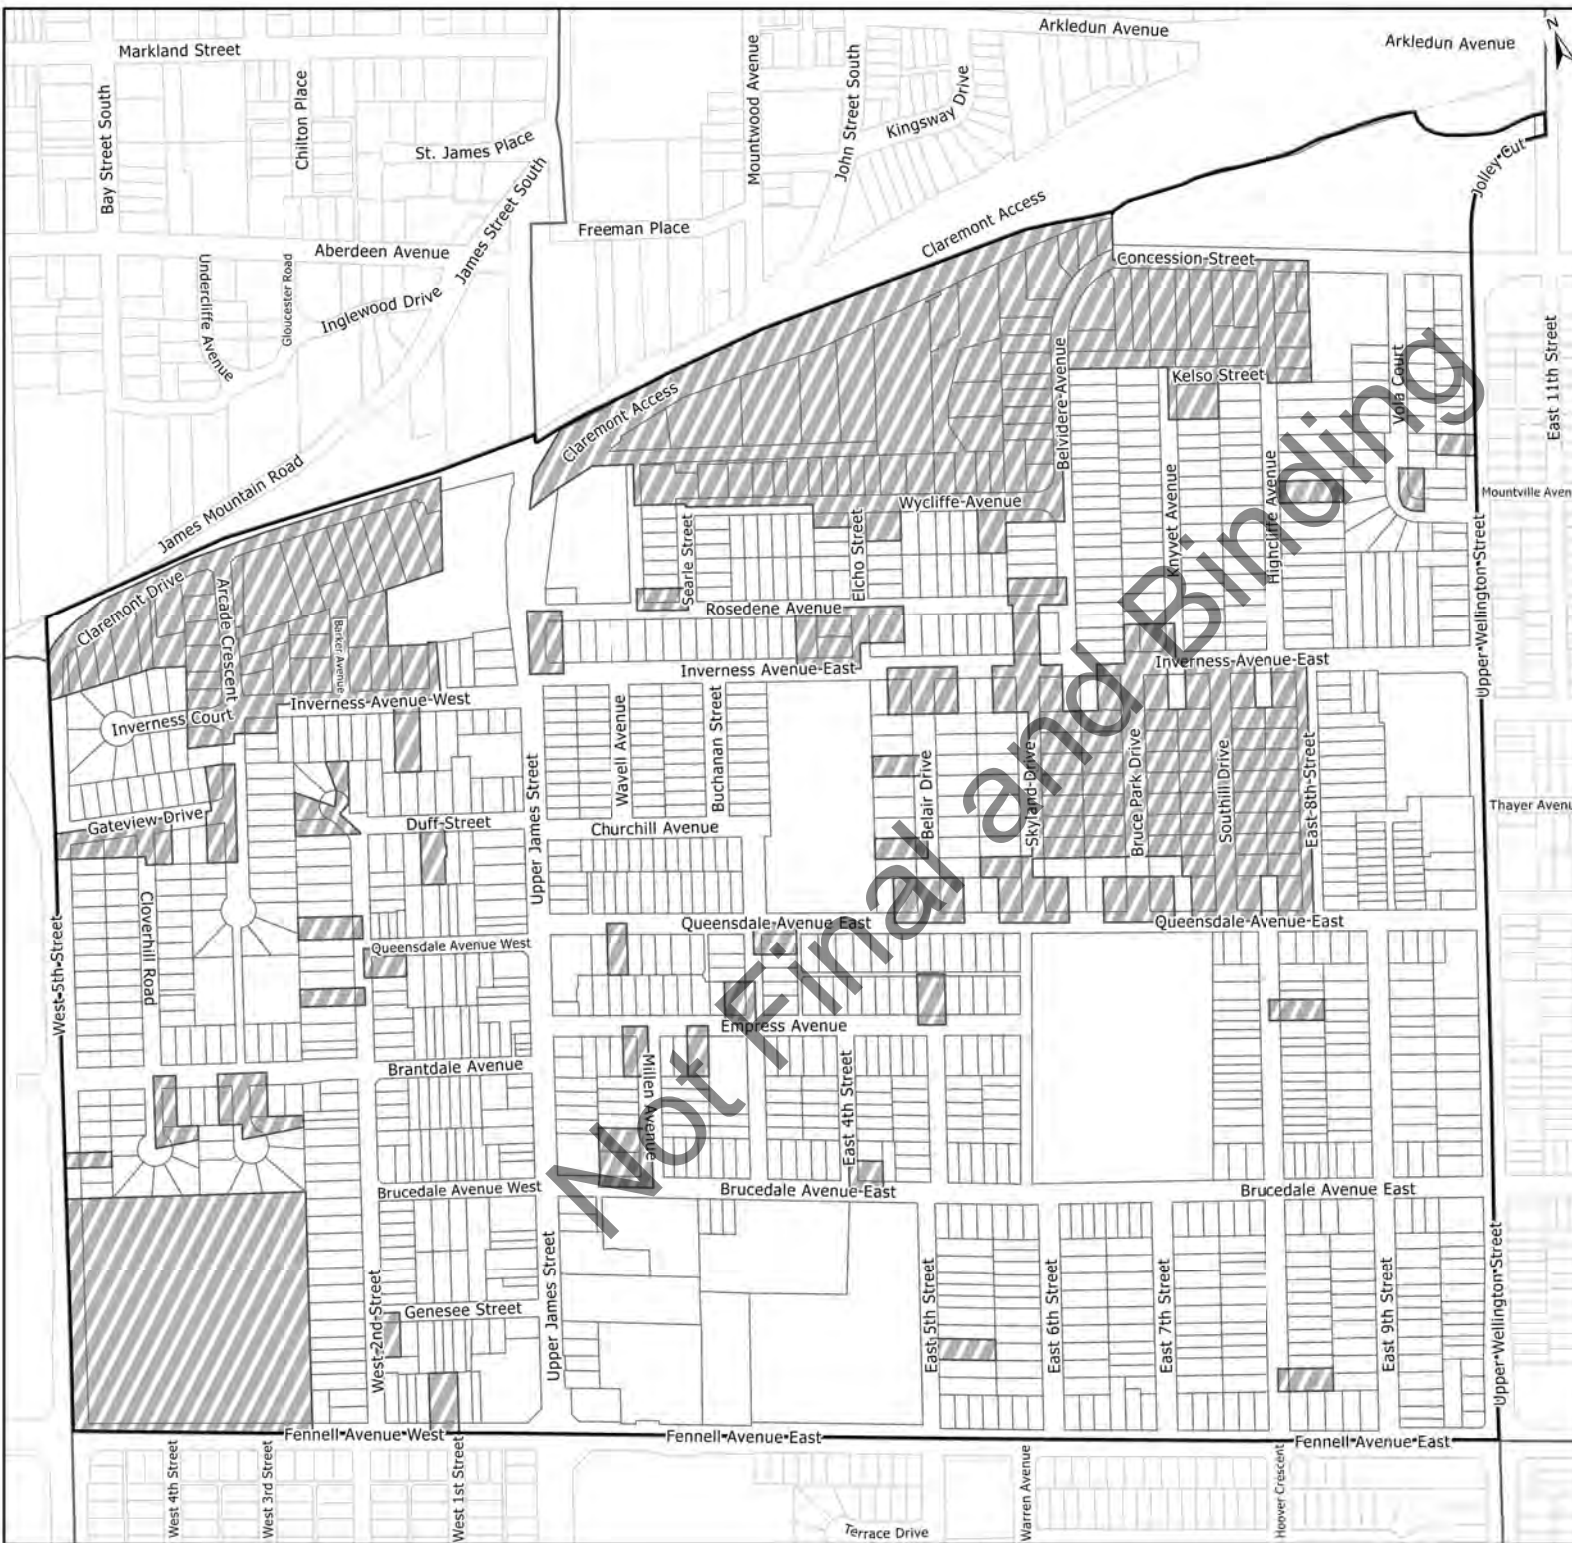 Arkledun Avenue
Arkledun Avenue
Markland Street
Bay Street South
Chilton Place
St. James Place
James Street South
Mountwood Avenue
John Street South
Kingsway Drive
Jolley Cut
Freeman Place
Claremont Access
Aberdeen Avenue
Undercliffe Avenue
Gloucester Road
Inglewood Drive
Concession Street
East 11th Street
Belvidere Avenue
Kelso Street
Vola Court
Claremont Access
James Mountain Road
Wycliffe Avenue
Knyvet Avenue
Highcliffe Avenue
Mountville Aven
Searle Street
Elcho Street
Upper Wellington Street
Claremont Drive
Arcade Crescent
Barker Avenue
Rosedene Avenue
Inverness Avenue East
Inverness Avenue East
Inverness Avenue West
Inverness Court
Wavell Avenue
Buchanan Street
Upper James Street
Belair Drive
Skyland Drive
Bruce Park Drive
Southill Drive
East 8th Street
Thayer Avenu
Gateview Drive
Duff Street
Churchill Avenue
Queensdale Avenue East
Queensdale Avenue East
Queensdale Avenue West
West 5th Street
Cloverhill Road
Empress Avenue
Brantdale Avenue
Millen Avenue
East 4th Street
Brucedale Avenue West
Brucedale Avenue East
Brucedale Avenue East
West 2nd Street
Genesee Street
Upper James Street
East 5th Street
East 6th Street
East 7th Street
East 9th Street
Upper Wellington Street
Fennell Avenue West
Fennell Avenue East
Fennell Avenue East
West 4th Street
West 3rd Street
West 1st Street
Terrace Drive
Warren Avenue
Hoover Crescent
Not Final and Binding
N